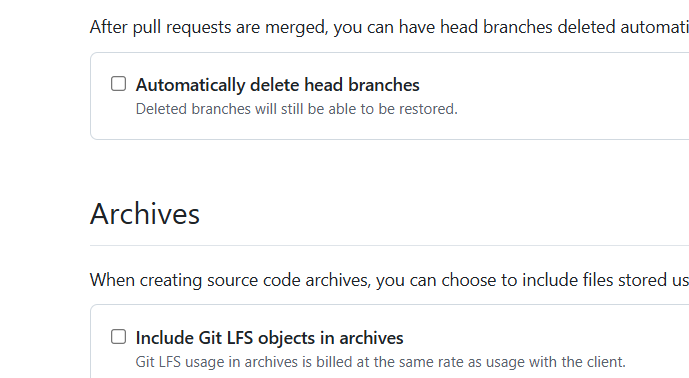 After pull requests are merged, you can have head branches deleted
Automatically delete head branches
Deleted branches will still be able to be restored.
Archives
When creating source code archives, you can choose to include files stored
Include Git LFS objects in archives
Git LFS usage in archives is billed at the same rate as usage with the client.